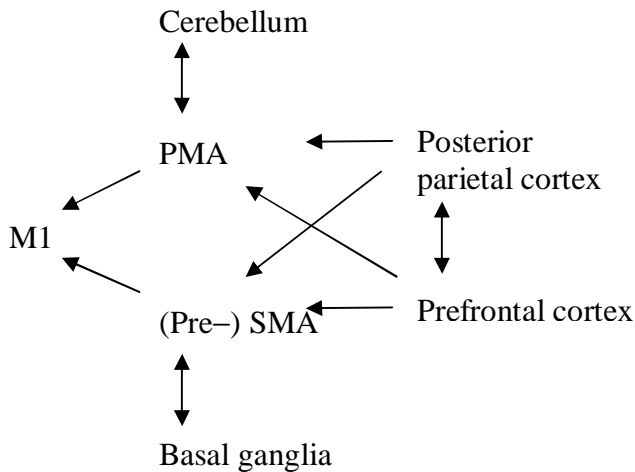 Cerebellum
PMA
Posterior
parietal cortex
M1
(Pre–) SMA
Prefrontal cortex
Basal ganglia